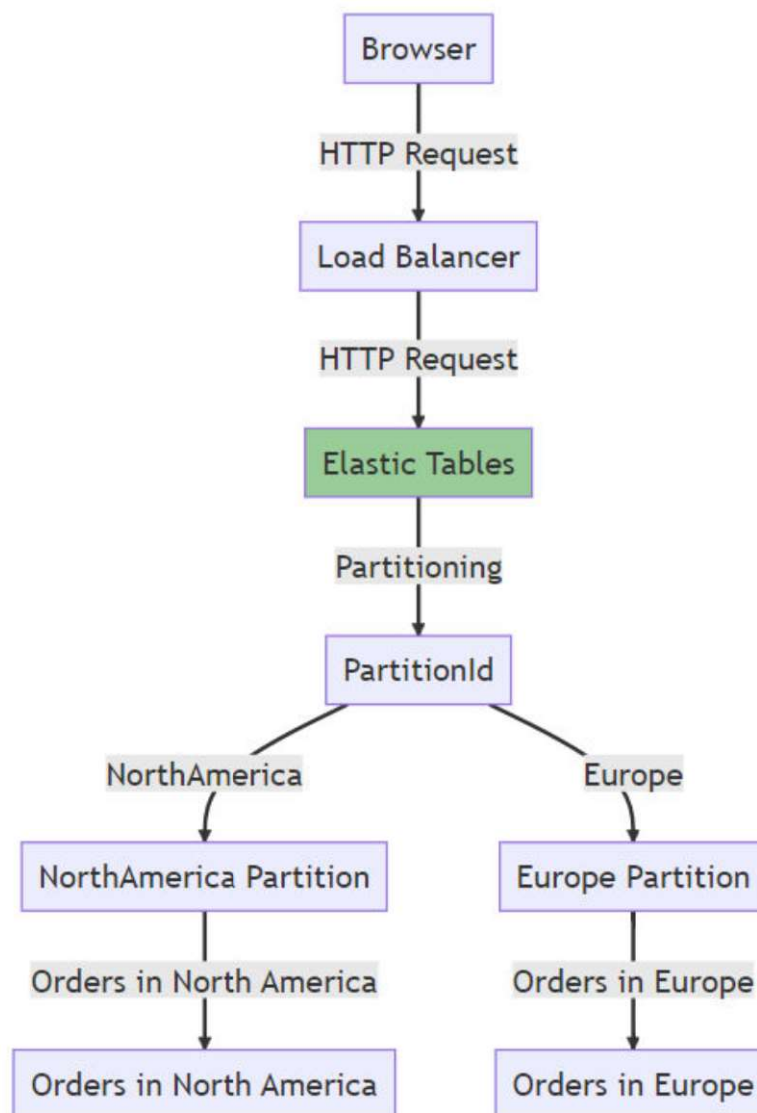 Browser
HTTP Request
Load Balancer
HTTP Request
Elastic Tables
Partitioning
PartitionId
NorthAmerica
Europe
NorthAmerica Partition
Europe Partition
Orders in North America
Orders in Europe
Orders in North America
Orders in Europe